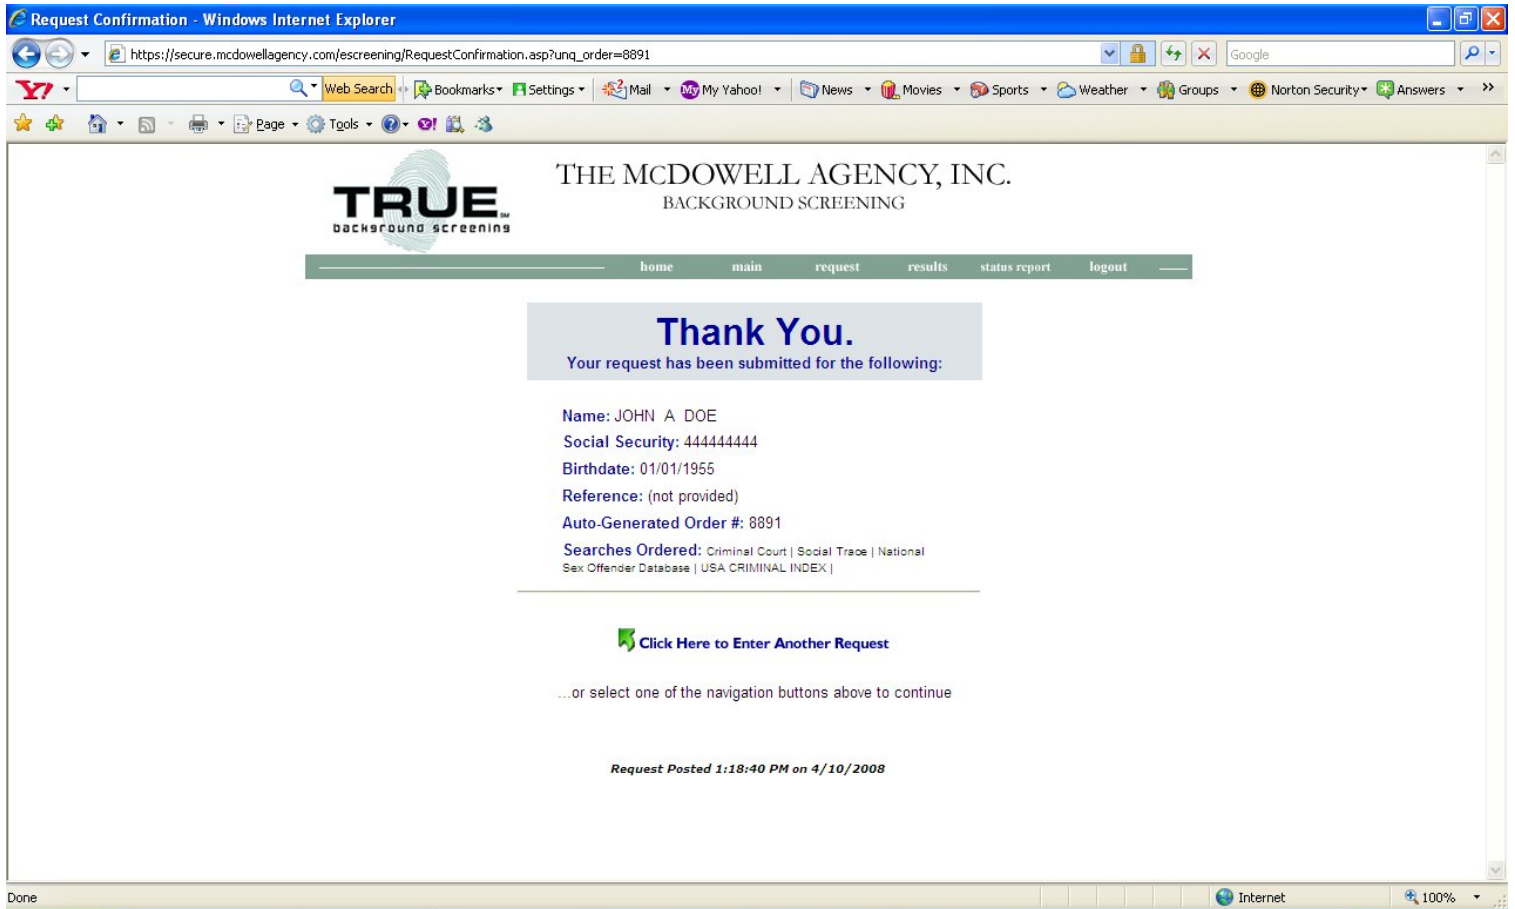 Request Confirmation - Windows Internet Explorer
https://secure.mcdowellagency.com/escreening/RequestConfirmation.asp?unq_order=8891
Google
Y! Web Search Bookmarks Settings Mail My My Yahoo! News Movies Sports Weather Groups Norton Security Answers »
Page Tools
TRUE SM
background screening
THE MCDOWELL AGENCY, INC.
BACKGROUND SCREENING
home main request results status report logout
Thank You.
Your request has been submitted for the following:
Name: JOHN A DOE
Social Security: 444444444
Birthdate: 01/01/1955
Reference: (not provided)
Auto-Generated Order #: 8891
Searches Ordered: Criminal Court | Social Trace | National
Sex Offender Database | USA CRIMINAL INDEX |
Click Here to Enter Another Request
...or select one of the navigation buttons above to continue
Request Posted 1:18:40 PM on 4/10/2008
Done Internet 100%